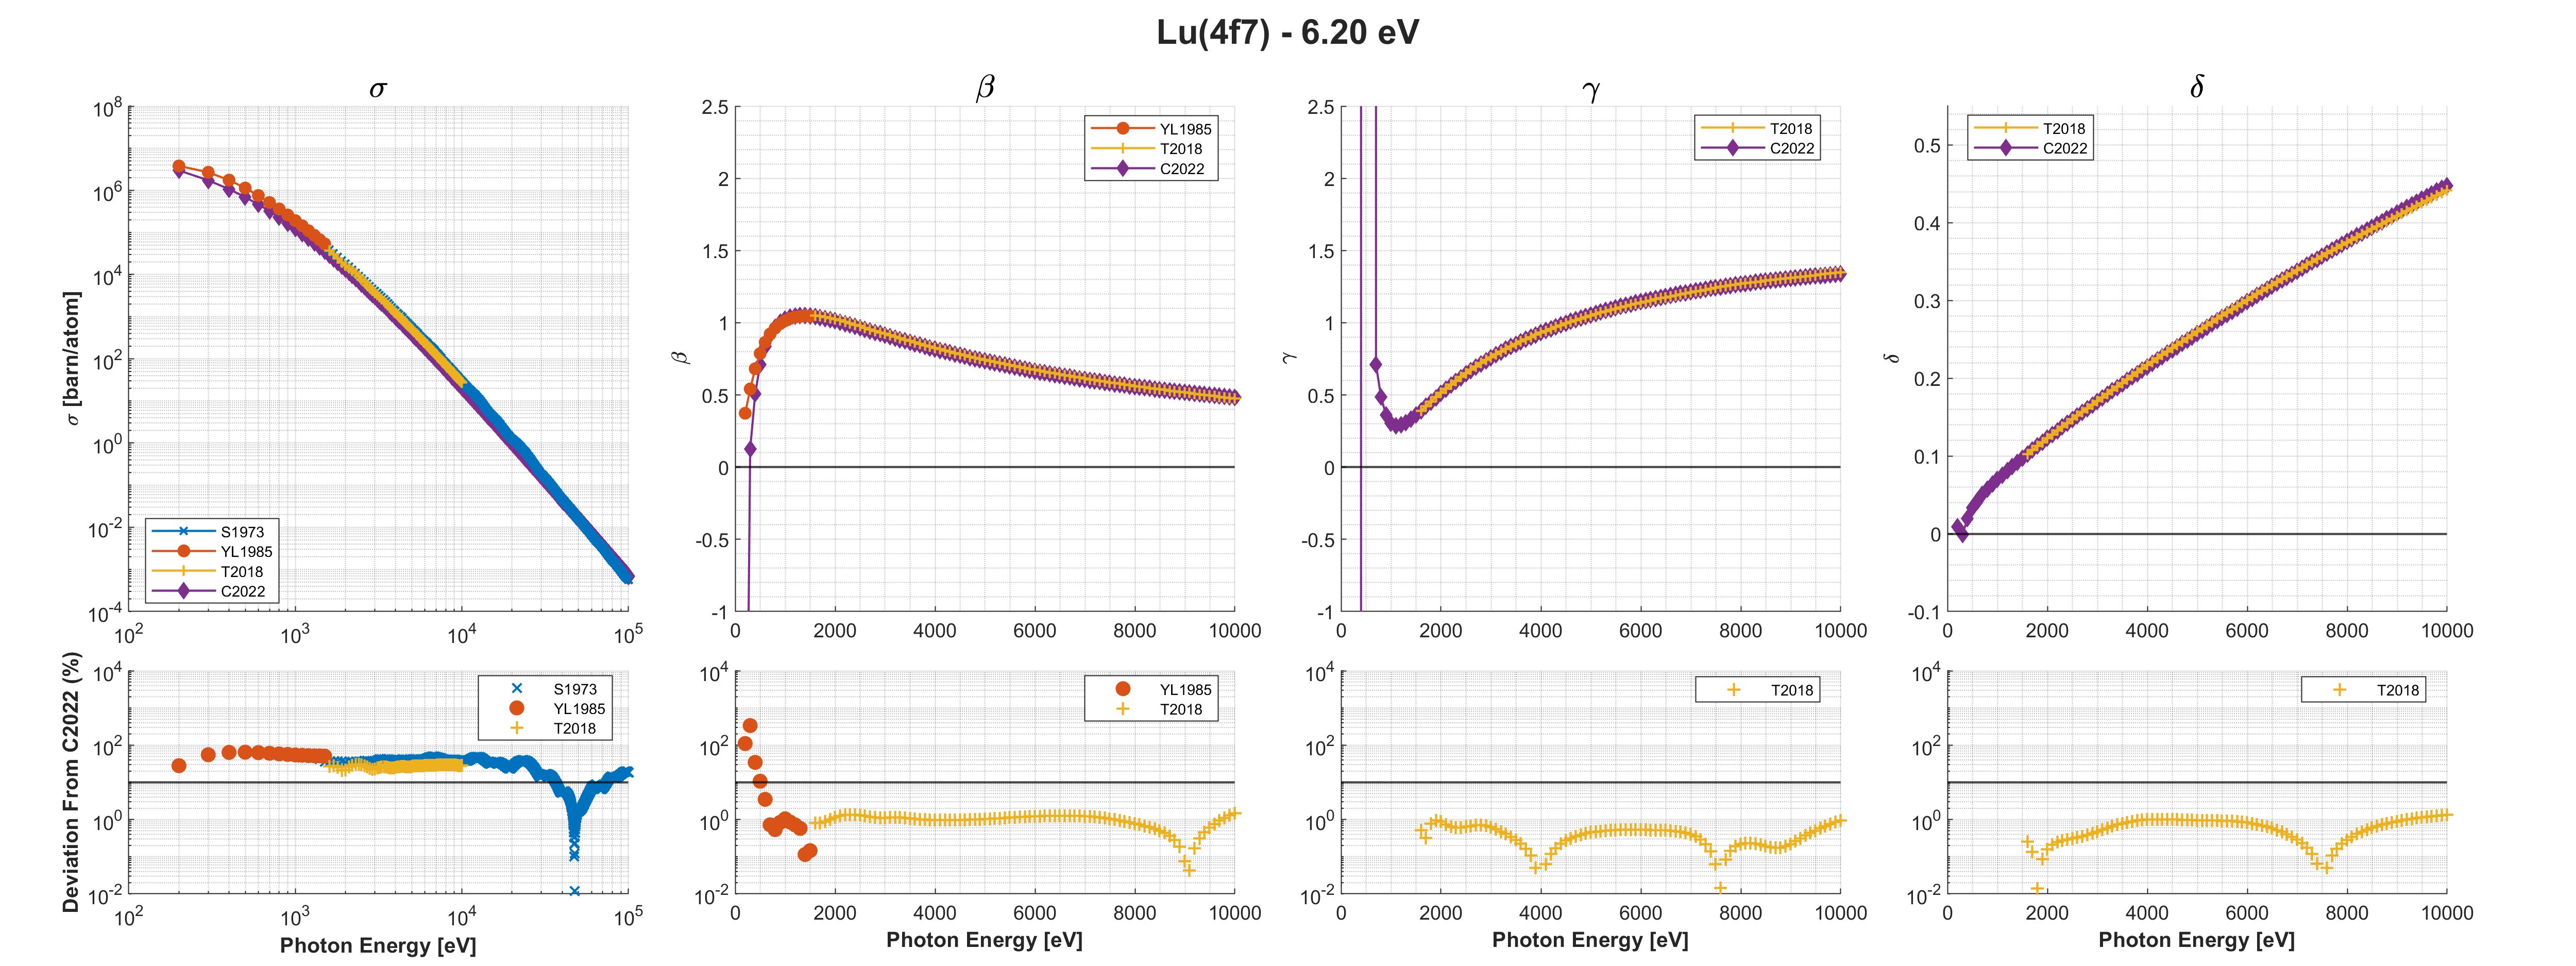 Lu(4f7) - 6.20 eV
σ
σ [barn/atom]
10^8
10^6
10^4
10^2
10^0
10^-2
10^-4
10^2
10^3
10^4
10^5
S1973
YL1985
T2018
C2022
β
β
2.5
2
1.5
1
0.5
0
-0.5
-1
0
2000
4000
6000
8000
10000
YL1985
T2018
C2022
γ
γ
2.5
2
1.5
1
0.5
0
-0.5
-1
0
2000
4000
6000
8000
10000
T2018
C2022
δ
δ
0.5
0.4
0.3
0.2
0.1
0
-0.1
0
2000
4000
6000
8000
10000
T2018
C2022
Deviation From C2022 (%)
10^4
10^2
10^0
10^-2
10^2
10^3
10^4
10^5
S1973
YL1985
T2018
Photon Energy [eV]
10^4
10^2
10^0
10^-2
0
2000
4000
6000
8000
10000
YL1985
T2018
Photon Energy [eV]
10^4
10^2
10^0
10^-2
0
2000
4000
6000
8000
10000
T2018
Photon Energy [eV]
10^4
10^2
10^0
10^-2
0
2000
4000
6000
8000
10000
T2018
Photon Energy [eV]